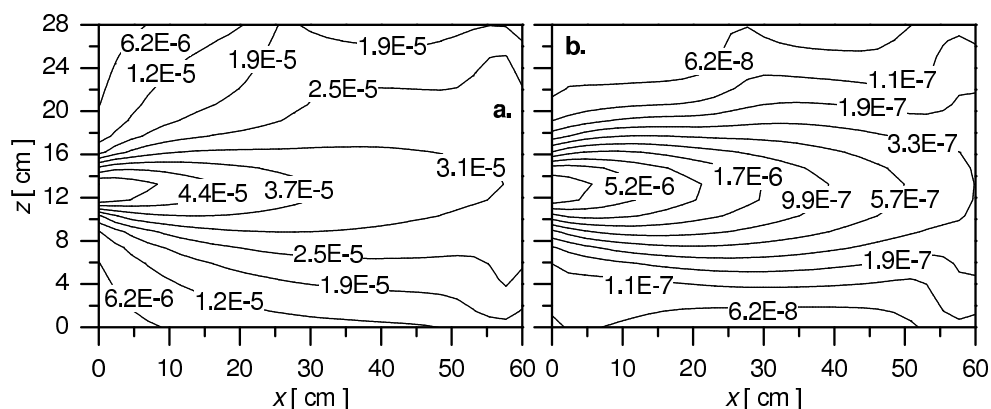 28
24
20
16
12
8
4
0
z [ cm]
6.2E-6
1.2E-5
1.9E-5
1.9E-5
2.5E-5
a.
3.1E-5
4.4E-5
3.7E-5
2.5E-5
1.9E-5
6.2E-6
1.2E-5
0 10 20 30 40 50 60
x [ cm]
b.
6.2E-8
1.1E-7
1.9E-7
3.3E-7
5.2E-6
1.7E-6
9.9E-7
5.7E-7
1.9E-7
1.1E-7
6.2E-8
0 10 20 30 40 50 60
x [ cm]